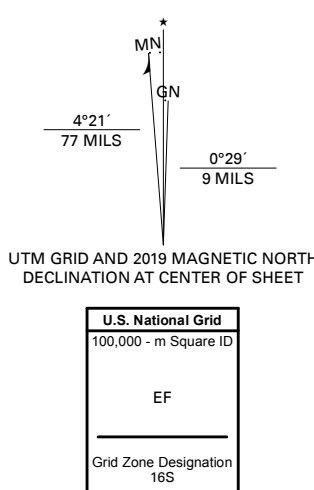 ★
MN
GN
4°21´
77 MILS
0°29´
9 MILS
UTM GRID AND 2019 MAGNETIC NORTH
DECLINATION AT CENTER OF SHEET
U.S. National Grid
100,000 - m Square ID
EF
Grid Zone Designation
16S